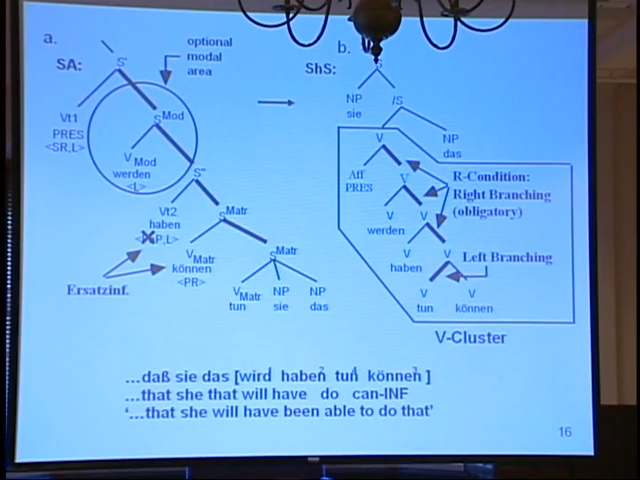 a.
SA:
S'
optional
modal
area
Vt1
PRES
<SR,L>
S Mod
V Mod
werden
<L>
S"
Vt2
haben
P,L>
S Matr
V Matr
können
<PR>
S Matr
Ersatzinf.
V Matr
tun
NP
sie
NP
das
b.
ShS:
S
NP
sie
/S
NP
das
V
Aff
PRES
V
R-Condition:
Right Branching
(obligatory)
V
werden
V
V
haben
V
Left Branching
V
tun
V
können
V-Cluster
...daß sie das [wird haben tun können ]
...that she that will have do can-INF
'...that she will have been able to do that'
16